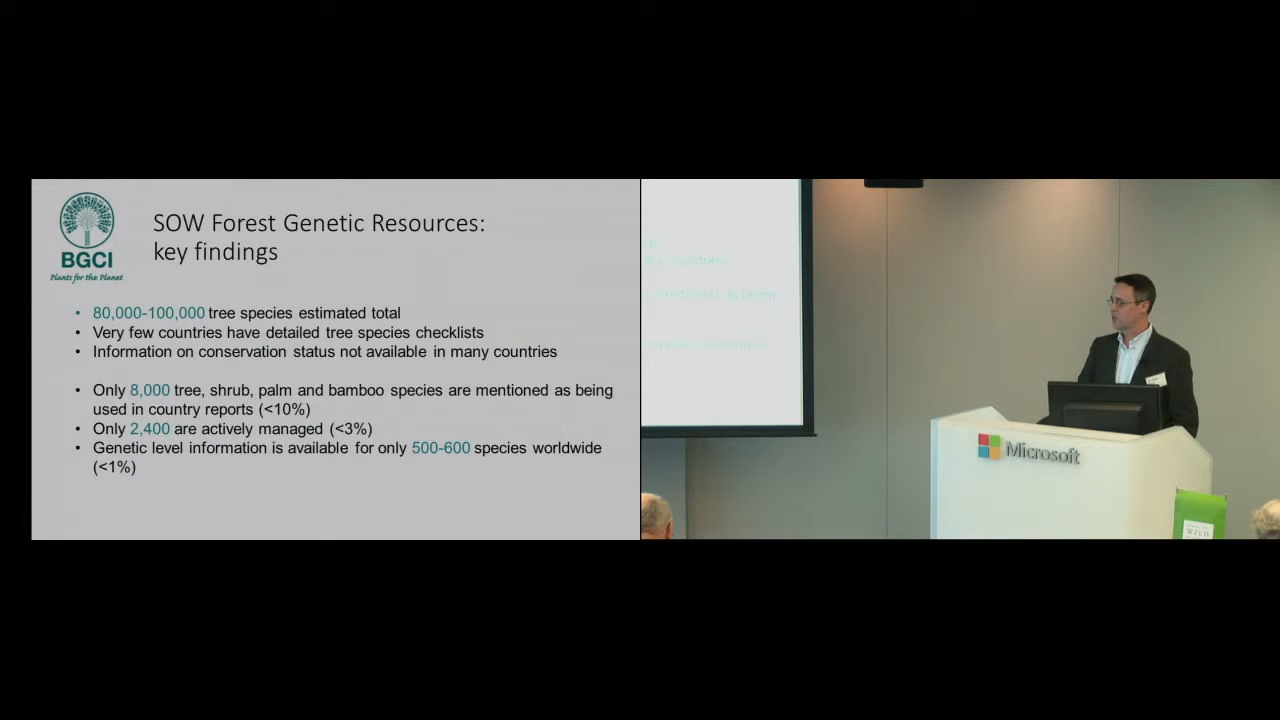 BGCI
Plants for the Planet
SOW Forest Genetic Resources:
key findings
• 80,000-100,000 tree species estimated total
• Very few countries have detailed tree species checklists
• Information on conservation status not available in many countries
• Only 8,000 tree, shrub, palm and bamboo species are mentioned as being
used in country reports (<10%)
• Only 2,400 are actively managed (<3%)
• Genetic level information is available for only 500-600 species worldwide
(<1%)
Microsoft
WILD